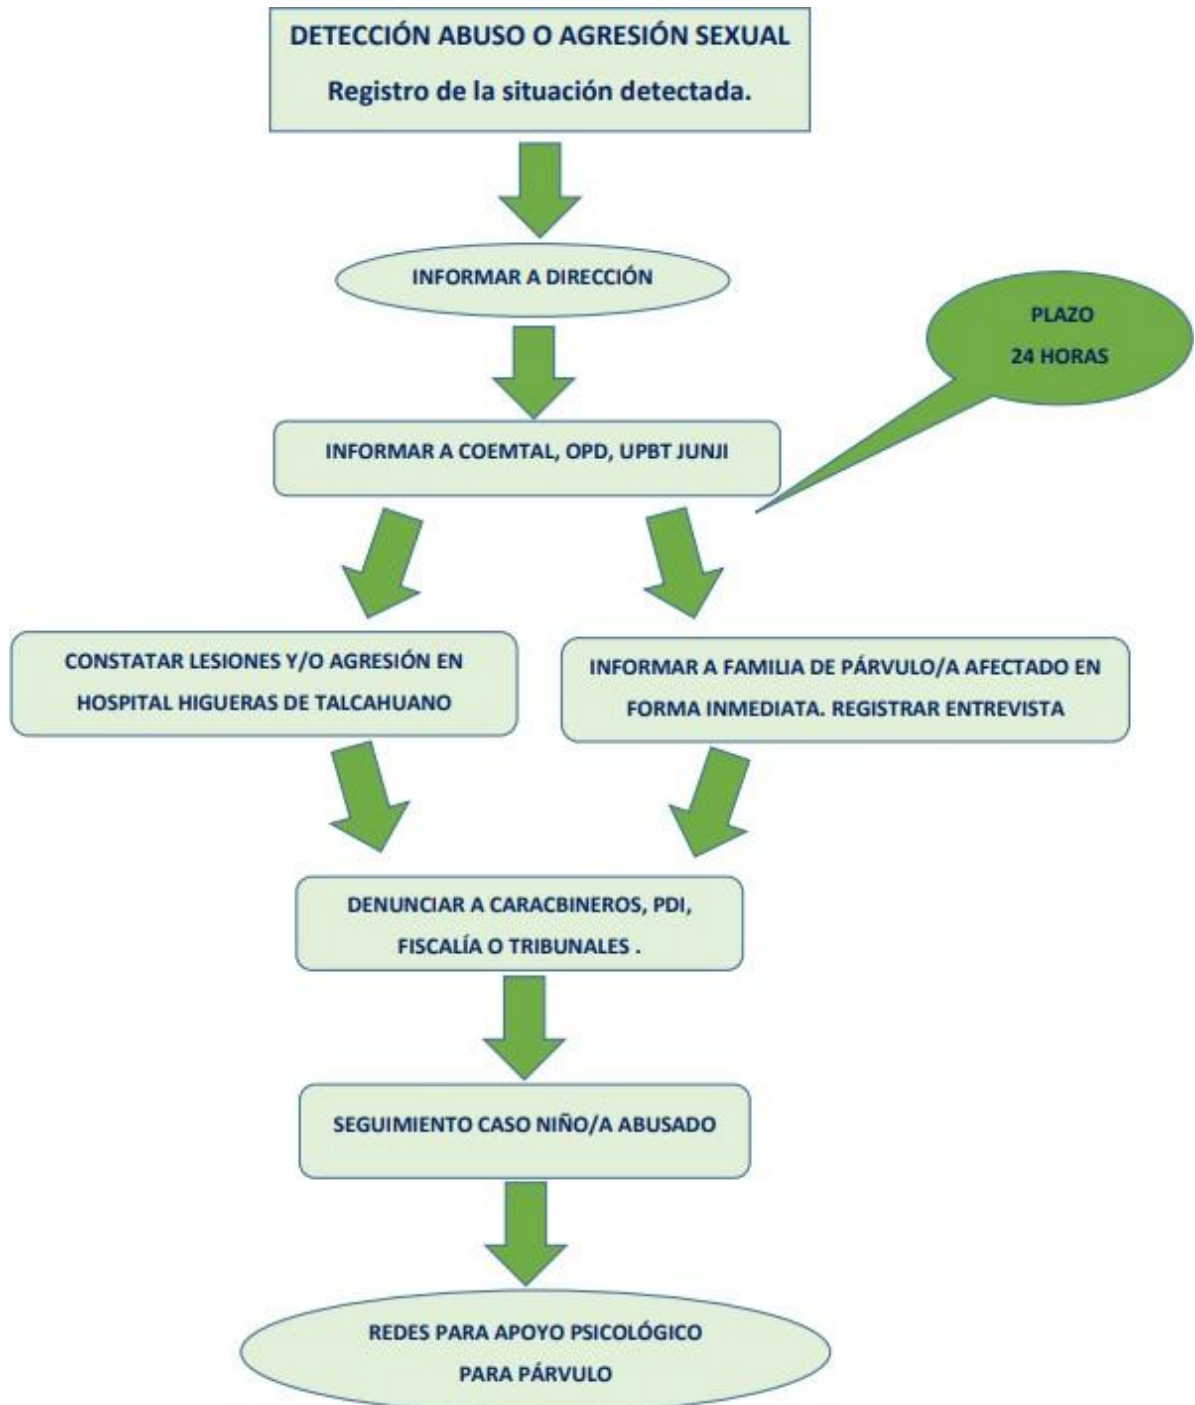 DETECCIÓN ABUSO O AGRESIÓN SEXUAL
Registro de la situación detectada.
INFORMAR A DIRECCIÓN
PLAZO
24 HORAS
INFORMAR A COEMTAL, OPD, UPBT JUNJI
CONSTATAR LESIONES Y/O AGRESIÓN EN
HOSPITAL HIGUERAS DE TALCAHUANO
INFORMAR A FAMILIA DE PÁRVULO/A AFECTADO EN
FORMA INMEDIATA. REGISTRAR ENTREVISTA
DENUNCIAR A CARACBINEROS, PDI,
FISCALÍA O TRIBUNALES .
SEGUIMIENTO CASO NIÑO/A ABUSADO
REDES PARA APOYO PSICOLÓGICO
PARA PÁRVULO